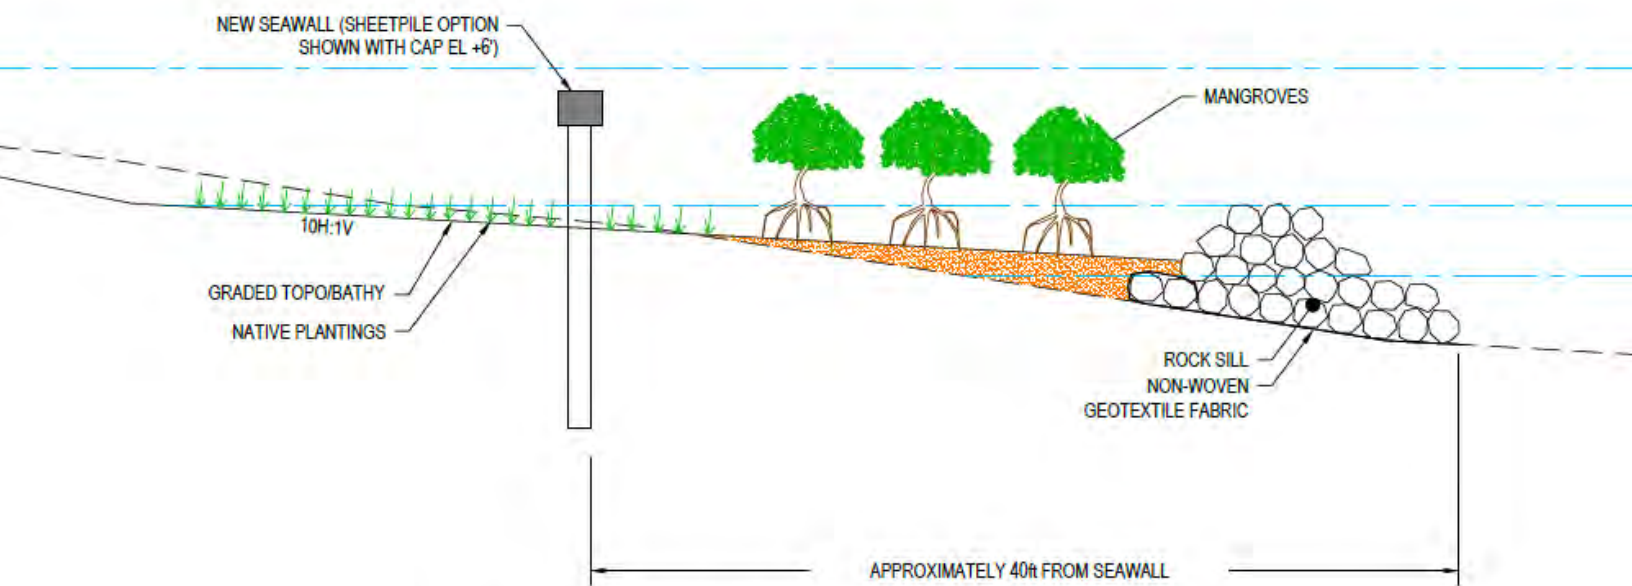 NEW SEAWALL (SHEETPILE OPTION
SHOWN WITH CAP EL +6')
MANGROVES
10H:1V
GRADED TOPO/BATHY
NATIVE PLANTINGS
ROCK SILL
NON-WOVEN
GEOTEXTILE FABRIC
APPROXIMATELY 40ft FROM SEAWALL